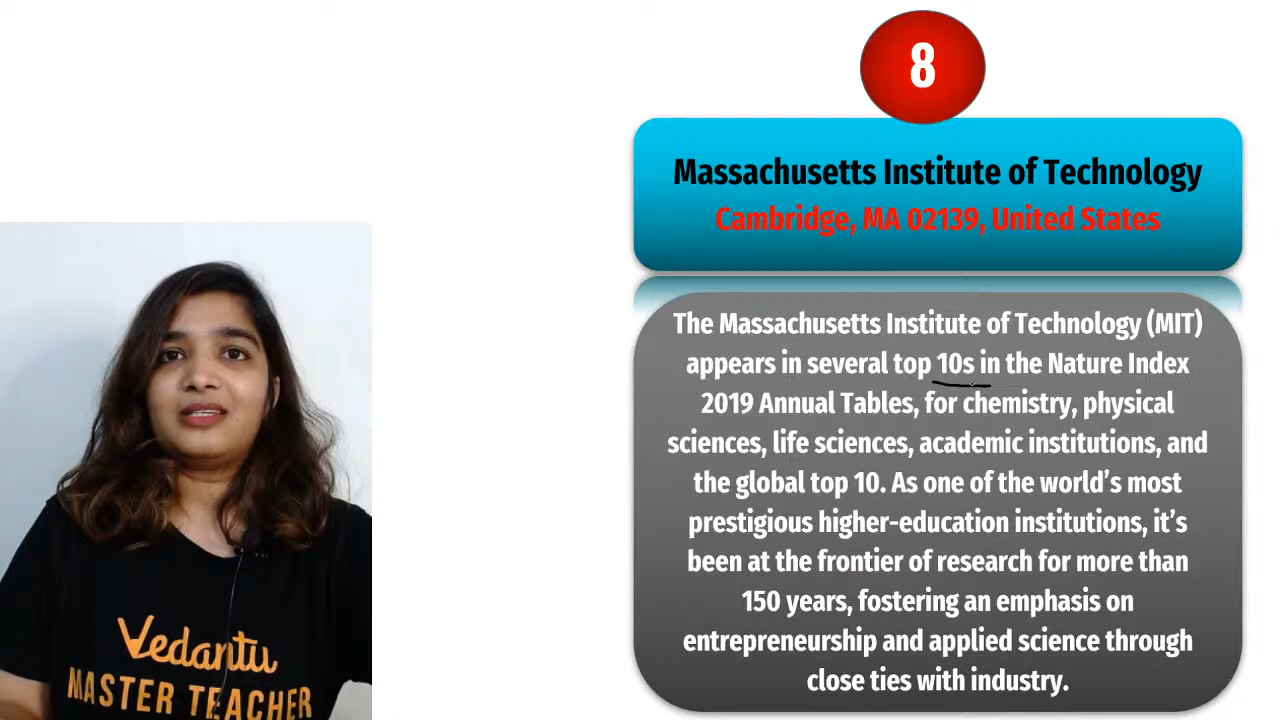 8
Massachusetts Institute of Technology
Cambridge, MA 02139, United States
The Massachusetts Institute of Technology (MIT)
appears in several top 10s in the Nature Index
2019 Annual Tables, for chemistry, physical
sciences, life sciences, academic institutions, and
the global top 10. As one of the world’s most
prestigious higher-education institutions, it’s
been at the frontier of research for more than
150 years, fostering an emphasis on
entrepreneurship and applied science through
close ties with industry.
Vedantu
MASTER TEACHER